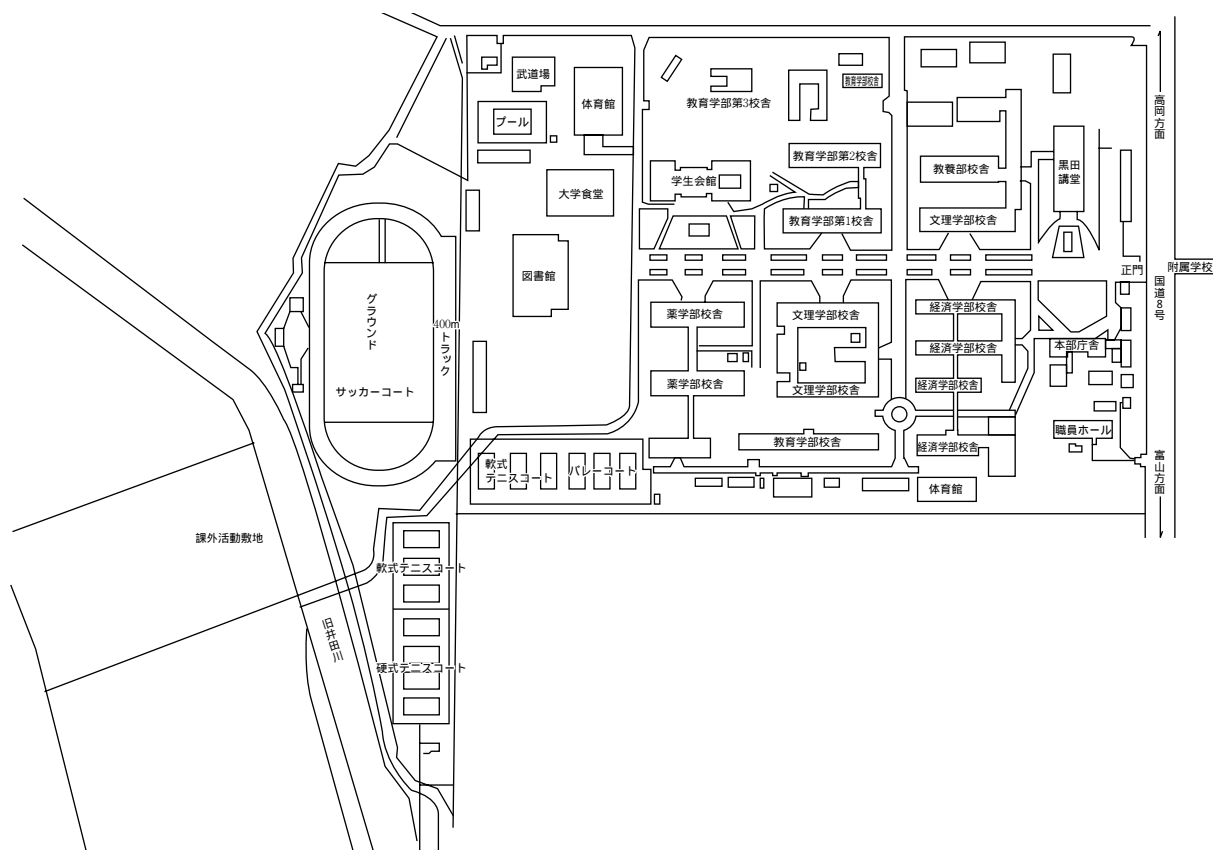 武道場
体育館
プール
教育学部第3校舎
教育学部校舎
高岡方面
教育学部第2校舎
教養部校舎
黒田
講堂
学生会館
大学食堂
教育学部第1校舎
文理学部校舎
図書館
正門
附属学校
国道8号
グラウンド
400m
トラック
薬学部校舎
文理学部校舎
経済学部校舎
経済学部校舎
本部庁舎
サッカーコート
薬学部校舎
文理学部校舎
経済学部校舎
職員ホール
教育学部校舎
経済学部校舎
富山方面
軟式
テニスコート
バレーコート
体育館
課外活動敷地
軟式テニスコート
旧井田川
硬式テニスコート